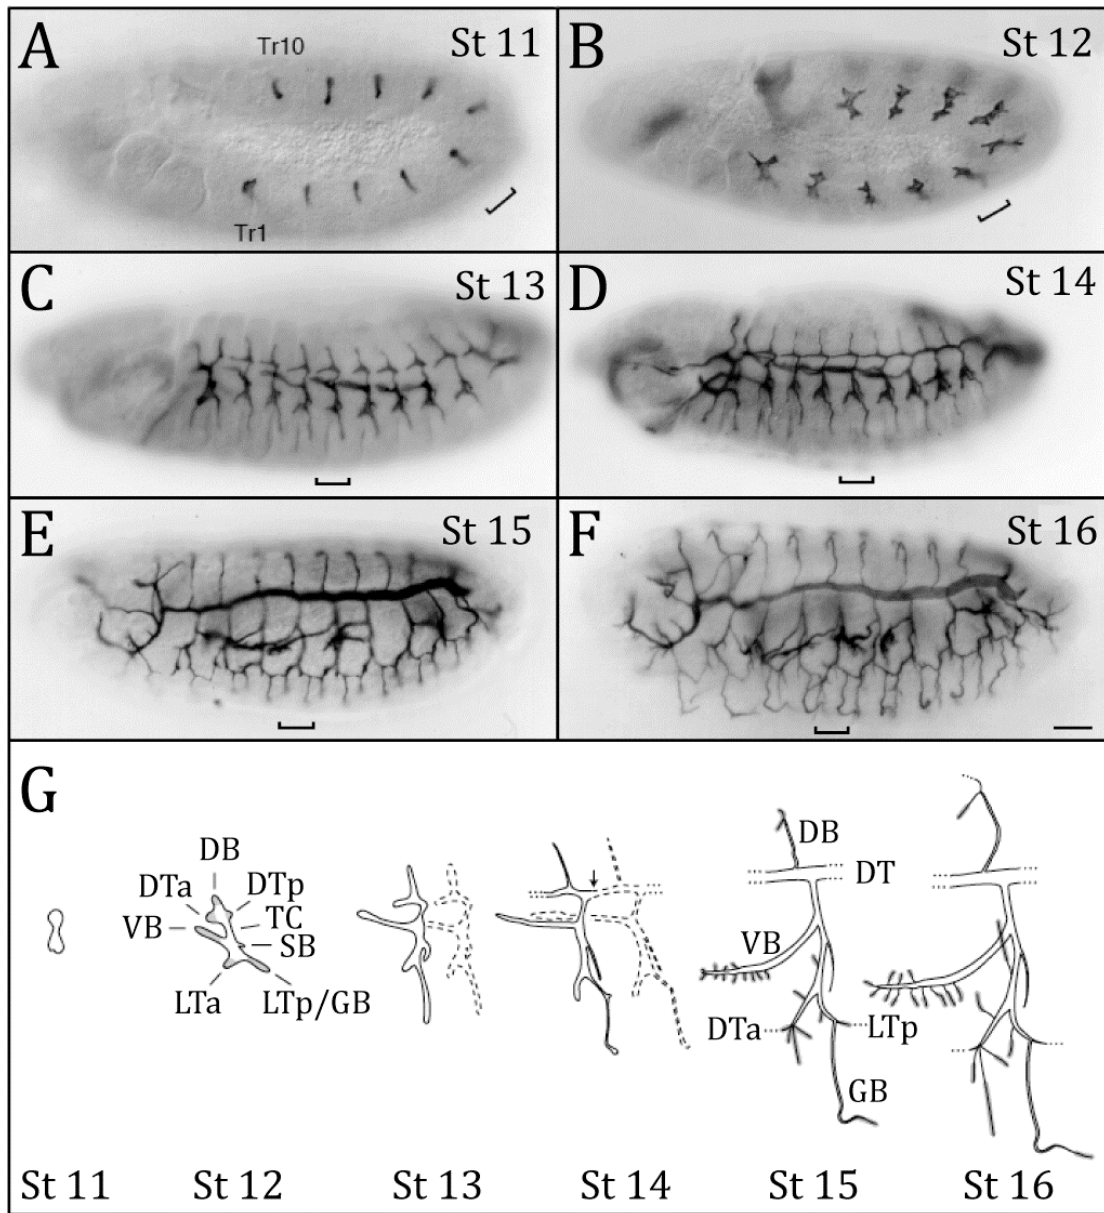 A
Tr10
St 11
Tr1
B
St 12
C
St 13
D
St 14
E
St 15
F
St 16
G
DB
DTa
DTp
VB
TC
SB
LTa
LTp/GB
DB
DT
VB
DTa
LTp
GB
St 11 St 12 St 13 St 14 St 15 St 16